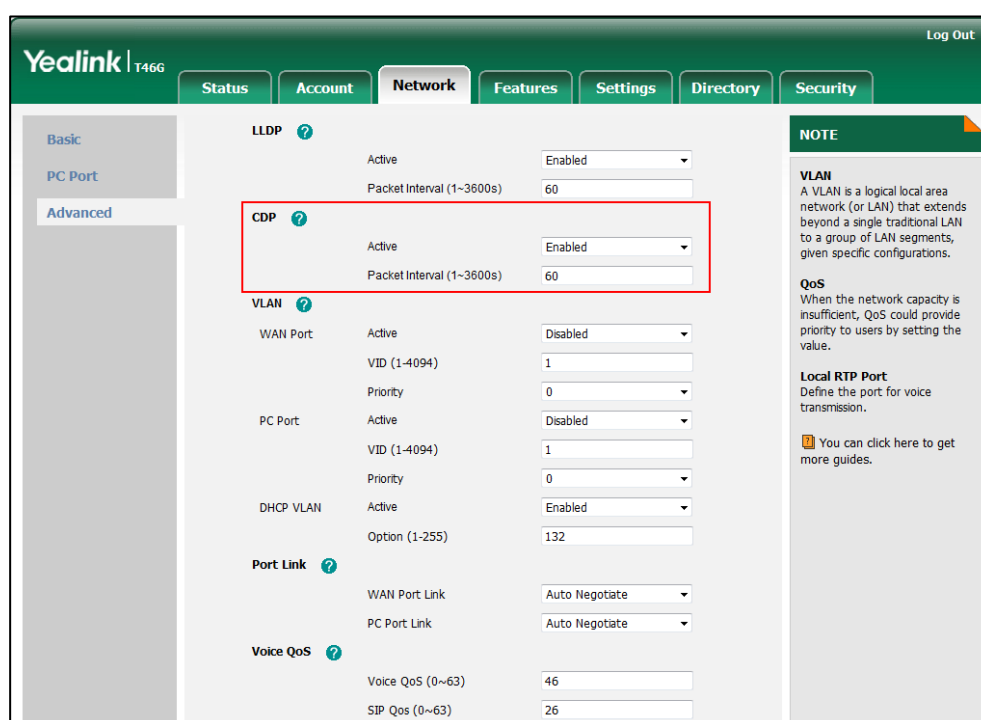 Log Out
Yealink | T46G
Status Account Network Features Settings Directory Security
Basic
PC Port
Advanced
LLDP ?
Active Enabled
Packet Interval (1~3600s) 60
CDP ?
Active Enabled
Packet Interval (1~3600s) 60
VLAN ?
WAN Port Active Disabled
VID (1-4094) 1
Priority 0
PC Port Active Disabled
VID (1-4094) 1
Priority 0
DHCP VLAN Active Enabled
Option (1-255) 132
Port Link ?
WAN Port Link Auto Negotiate
PC Port Link Auto Negotiate
Voice QoS ?
Voice QoS (0~63) 46
SIP Qos (0~63) 26
NOTE
VLAN
A VLAN is a logical local area
network (or LAN) that extends
beyond a single traditional LAN
to a group of LAN segments,
given specific configurations.
QoS
When the network capacity is
insufficient, QoS could provide
priority to users by setting the
value.
Local RTP Port
Define the port for voice
transmission.
? You can click here to get
more guides.